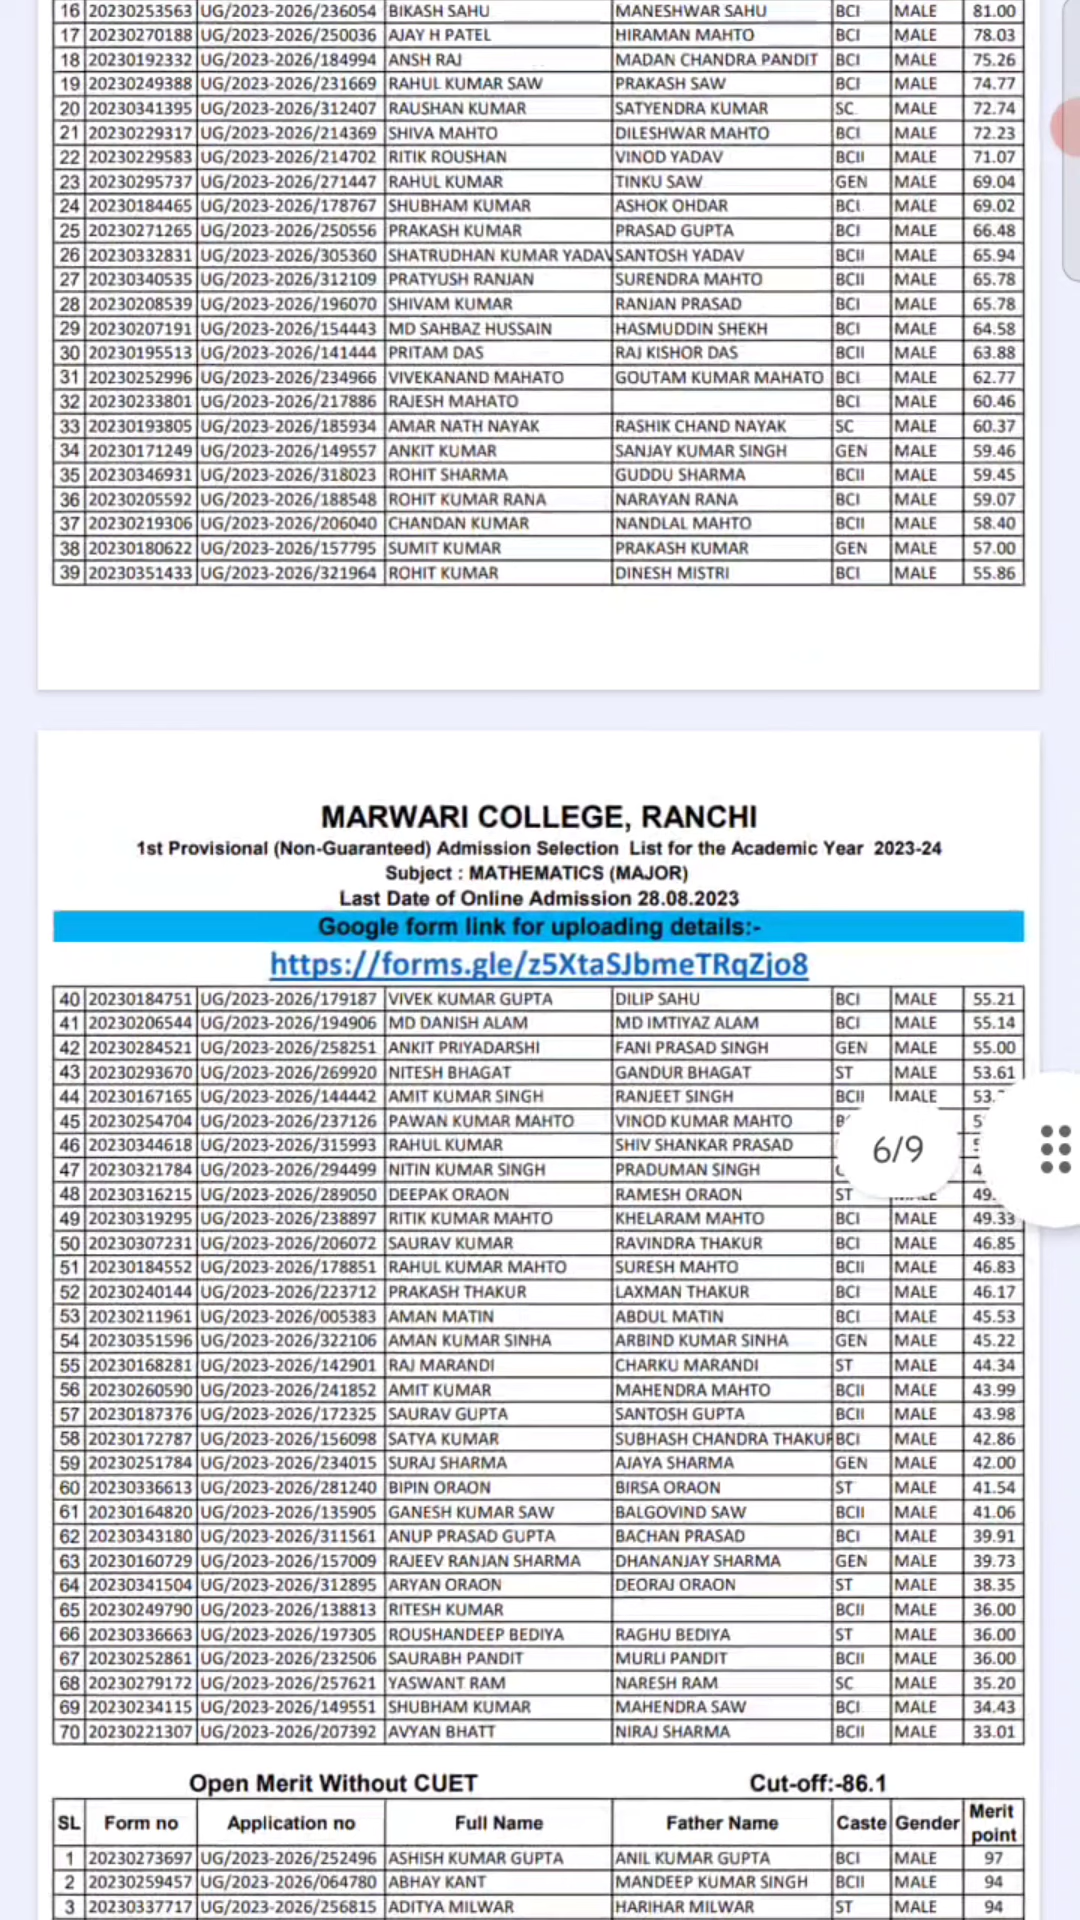 16 20230253563 UG/2023-2026/236054 BIKASH SAHU MANESHWAR SAHU BCI MALE 81.00
17 20230270188 UG/2023-2026/250036 AJAY H PATEL HIRAMAN MAHTO BCI MALE 78.03
18 20230192332 UG/2023-2026/184994 ANSH RAJ MADAN CHANDRA PANDIT BCI MALE 75.26
19 20230249388 UG/2023-2026/231669 RAHUL KUMAR SAW PRAKASH SAW BCI MALE 74.77
20 20230341395 UG/2023-2026/312407 RAUSHAN KUMAR SATYENDRA KUMAR SC MALE 72.74
21 20230229317 UG/2023-2026/214369 SHIVA MAHTO DILESHWAR MAHTO BCI MALE 72.23
22 20230229583 UG/2023-2026/214702 RITIK ROUSHAN VINOD YADAV BCII MALE 71.07
23 20230295737 UG/2023-2026/271447 RAHUL KUMAR TINKU SAW GEN MALE 69.04
24 20230184465 UG/2023-2026/178767 SHUBHAM KUMAR ASHOK OHDAR BCI MALE 69.02
25 20230271265 UG/2023-2026/250556 PRAKASH KUMAR PRASAD GUPTA BCI MALE 66.48
26 20230332831 UG/2023-2026/305360 SHATRUDHAN KUMAR YADAV SANTOSH YADAV BCII MALE 65.94
27 20230340535 UG/2023-2026/312109 PRATYUSH RANJAN SURENDRA MAHTO BCII MALE 65.78
28 20230208539 UG/2023-2026/196070 SHIVAM KUMAR RANJAN PRASAD BCI MALE 65.78
29 20230207191 UG/2023-2026/154443 MD SAHBAZ HUSSAIN HASMUDDIN SHEKH BCI MALE 64.58
30 20230195513 UG/2023-2026/141444 PRITAM DAS RAJ KISHOR DAS BCII MALE 63.88
31 20230252996 UG/2023-2026/234966 VIVEKANAND MAHATO GOUTAM KUMAR MAHATO BCI MALE 62.77
32 20230233801 UG/2023-2026/217886 RAJESH MAHATO BCI MALE 60.46
33 20230193805 UG/2023-2026/185934 AMAR NATH NAYAK RASHIK CHAND NAYAK SC MALE 60.37
34 20230171249 UG/2023-2026/149557 ANKIT KUMAR SANJAY KUMAR SINGH GEN MALE 59.46
35 20230346931 UG/2023-2026/318023 ROHIT SHARMA GUDDU SHARMA BCII MALE 59.45
36 20230205592 UG/2023-2026/188548 ROHIT KUMAR RANA NARAYAN RANA BCI MALE 59.07
37 20230219306 UG/2023-2026/206040 CHANDAN KUMAR NANDLAL MAHTO BCII MALE 58.40
38 20230180622 UG/2023-2026/157795 SUMIT KUMAR PRAKASH KUMAR GEN MALE 57.00
39 20230351433 UG/2023-2026/321964 ROHIT KUMAR DINESH MISTRI BCI MALE 55.86
MARWARI COLLEGE, RANCHI
1st Provisional (Non-Guaranteed) Admission Selection List for the Academic Year 2023-24
Subject : MATHEMATICS (MAJOR)
Last Date of Online Admission 28.08.2023
Google form link for uploading details:-
https://forms.gle/z5XtaSJbmeTRqZjo8
40 20230184751 UG/2023-2026/179187 VIVEK KUMAR GUPTA DILIP SAHU BCI MALE 55.21
41 20230206544 UG/2023-2026/194906 MD DANISH ALAM MD IMTIYAZ ALAM BCI MALE 55.14
42 20230284521 UG/2023-2026/258251 ANKIT PRIYADARSHI FANI PRASAD SINGH GEN MALE 55.00
43 20230293670 UG/2023-2026/269920 NITESH BHAGAT GANDUR BHAGAT ST MALE 53.61
44 20230167165 UG/2023-2026/144442 AMIT KUMAR SINGH RANJEET SINGH BCII MALE 53.
45 20230254704 UG/2023-2026/237126 PAWAN KUMAR MAHTO VINOD KUMAR MAHTO
46 20230344618 UG/2023-2026/315993 RAHUL KUMAR SHIV SHANKAR PRASAD
6/9
47 20230321784 UG/2023-2026/294499 NITIN KUMAR SINGH PRADUMAN SINGH
48 20230316215 UG/2023-2026/289050 DEEPAK ORAON RAMESH ORAON ST MALE 49.
49 20230319295 UG/2023-2026/238897 RITIK KUMAR MAHTO KHELARAM MAHTO BCI MALE 49.33
50 20230307231 UG/2023-2026/206072 SAURAV KUMAR RAVINDRA THAKUR BCI MALE 46.85
51 20230184552 UG/2023-2026/178851 RAHUL KUMAR MAHTO SURESH MAHTO BCII MALE 46.83
52 20230240144 UG/2023-2026/223712 PRAKASH THAKUR LAXMAN THAKUR BCI MALE 46.17
53 20230211961 UG/2023-2026/005383 AMAN MATIN ABDUL MATIN BCI MALE 45.53
54 20230351596 UG/2023-2026/322106 AMAN KUMAR SINHA ARBIND KUMAR SINHA GEN MALE 45.22
55 20230168281 UG/2023-2026/142901 RAJ MARANDI CHARKU MARANDI ST MALE 44.34
56 20230260590 UG/2023-2026/241852 AMIT KUMAR MAHENDRA MAHTO BCII MALE 43.99
57 20230187376 UG/2023-2026/172325 SAURAV GUPTA SANTOSH GUPTA BCII MALE 43.98
58 20230172787 UG/2023-2026/156098 SATYA KUMAR SUBHASH CHANDRA THAKUR BCI MALE 42.86
59 20230251784 UG/2023-2026/234015 SURAJ SHARMA AJAYA SHARMA GEN MALE 42.00
60 20230336613 UG/2023-2026/281240 BIPIN ORAON BIRSA ORAON ST MALE 41.54
61 20230164820 UG/2023-2026/135905 GANESH KUMAR SAW BALGOVIND SAW BCII MALE 41.06
62 20230343180 UG/2023-2026/311561 ANUP PRASAD GUPTA BACHAN PRASAD BCI MALE 39.91
63 20230160729 UG/2023-2026/157009 RAJEEV RANJAN SHARMA DHANANJAY SHARMA GEN MALE 39.73
64 20230341504 UG/2023-2026/312895 ARYAN ORAON DEORAJ ORAON ST MALE 38.35
65 20230249790 UG/2023-2026/138813 RITESH KUMAR BCII MALE 36.00
66 20230336663 UG/2023-2026/197305 ROUSHANDEEP BEDIYA RAGHU BEDIYA ST MALE 36.00
67 20230252861 UG/2023-2026/232506 SAURABH PANDIT MURLI PANDIT BCII MALE 36.00
68 20230279172 UG/2023-2026/257621 YASWANT RAM NARESH RAM SC MALE 35.20
69 20230234115 UG/2023-2026/149551 SHUBHAM KUMAR MAHENDRA SAW BCI MALE 34.43
70 20230221307 UG/2023-2026/207392 AVYAN BHATT NIRAJ SHARMA BCII MALE 33.01
Open Merit Without CUET Cut-off:-86.1
SL Form no Application no Full Name Father Name Caste Gender Merit point
1 20230273697 UG/2023-2026/252496 ASHISH KUMAR GUPTA ANIL KUMAR GUPTA BCI MALE 97
2 20230259457 UG/2023-2026/064780 ABHAY KANT MANDEEP KUMAR SINGH BCII MALE 94
3 20230337717 UG/2023-2026/256815 ADITYA MILWAR HARIHAR MILWAR ST MALE 94